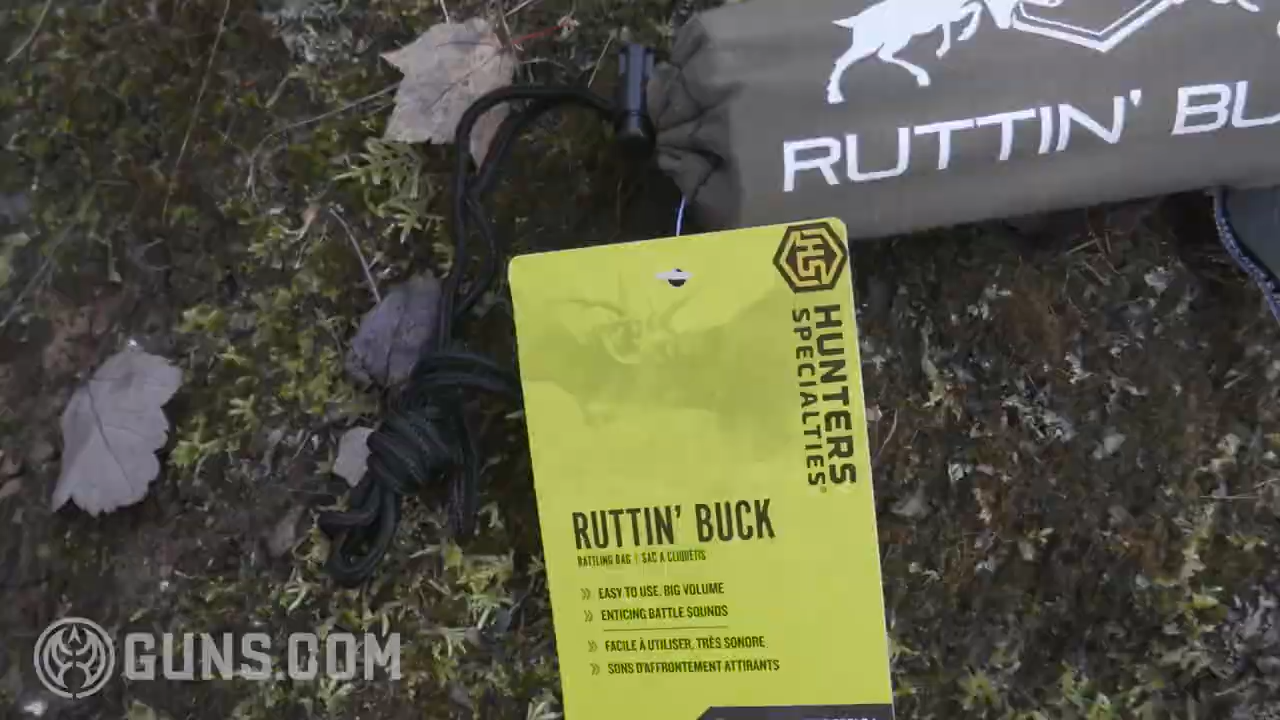 RUTTIN' BU
HS
HUNTERS
SPECIALTIES
RUTTIN' BUCK
RATTLING BAG | SAC A CLIQUETIS
» EASY TO USE, BIG VOLUME
» ENTICING BATTLE SOUNDS
» FACILE À UTILISER, TRÈS SONORE
» SONS D'AFFRONTEMENT ATTIRANTS
GUNS.COM